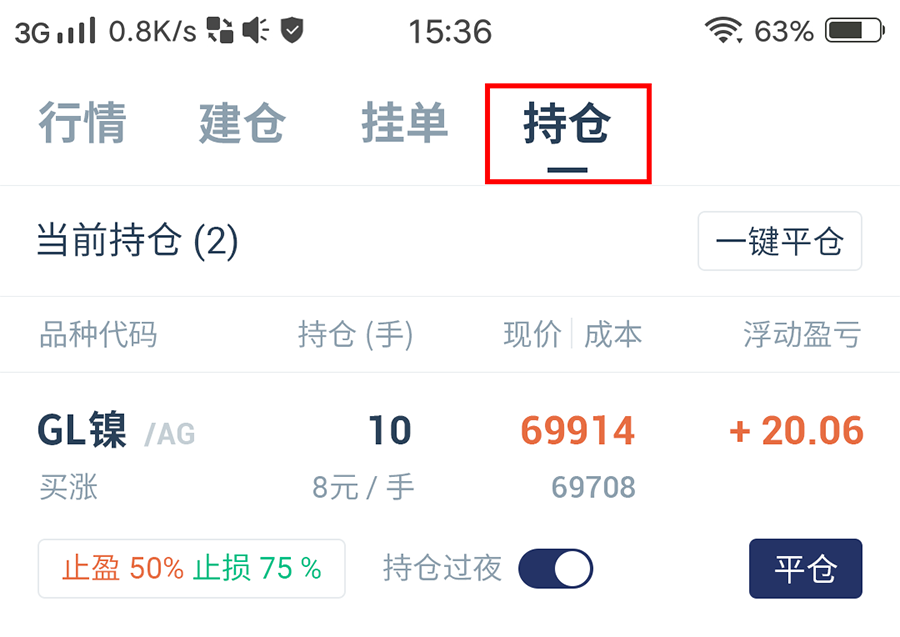 3G 0.8K/s 15:36 63%
行情 建仓 挂单 持仓
当前持仓 (2) 一键平仓
品种代码 持仓 (手) 现价 成本 浮动盈亏
GL镍 /AG 10 69914 + 20.06
买涨 8元 / 手 69708
止盈 50% 止损 75 % 持仓过夜 平仓